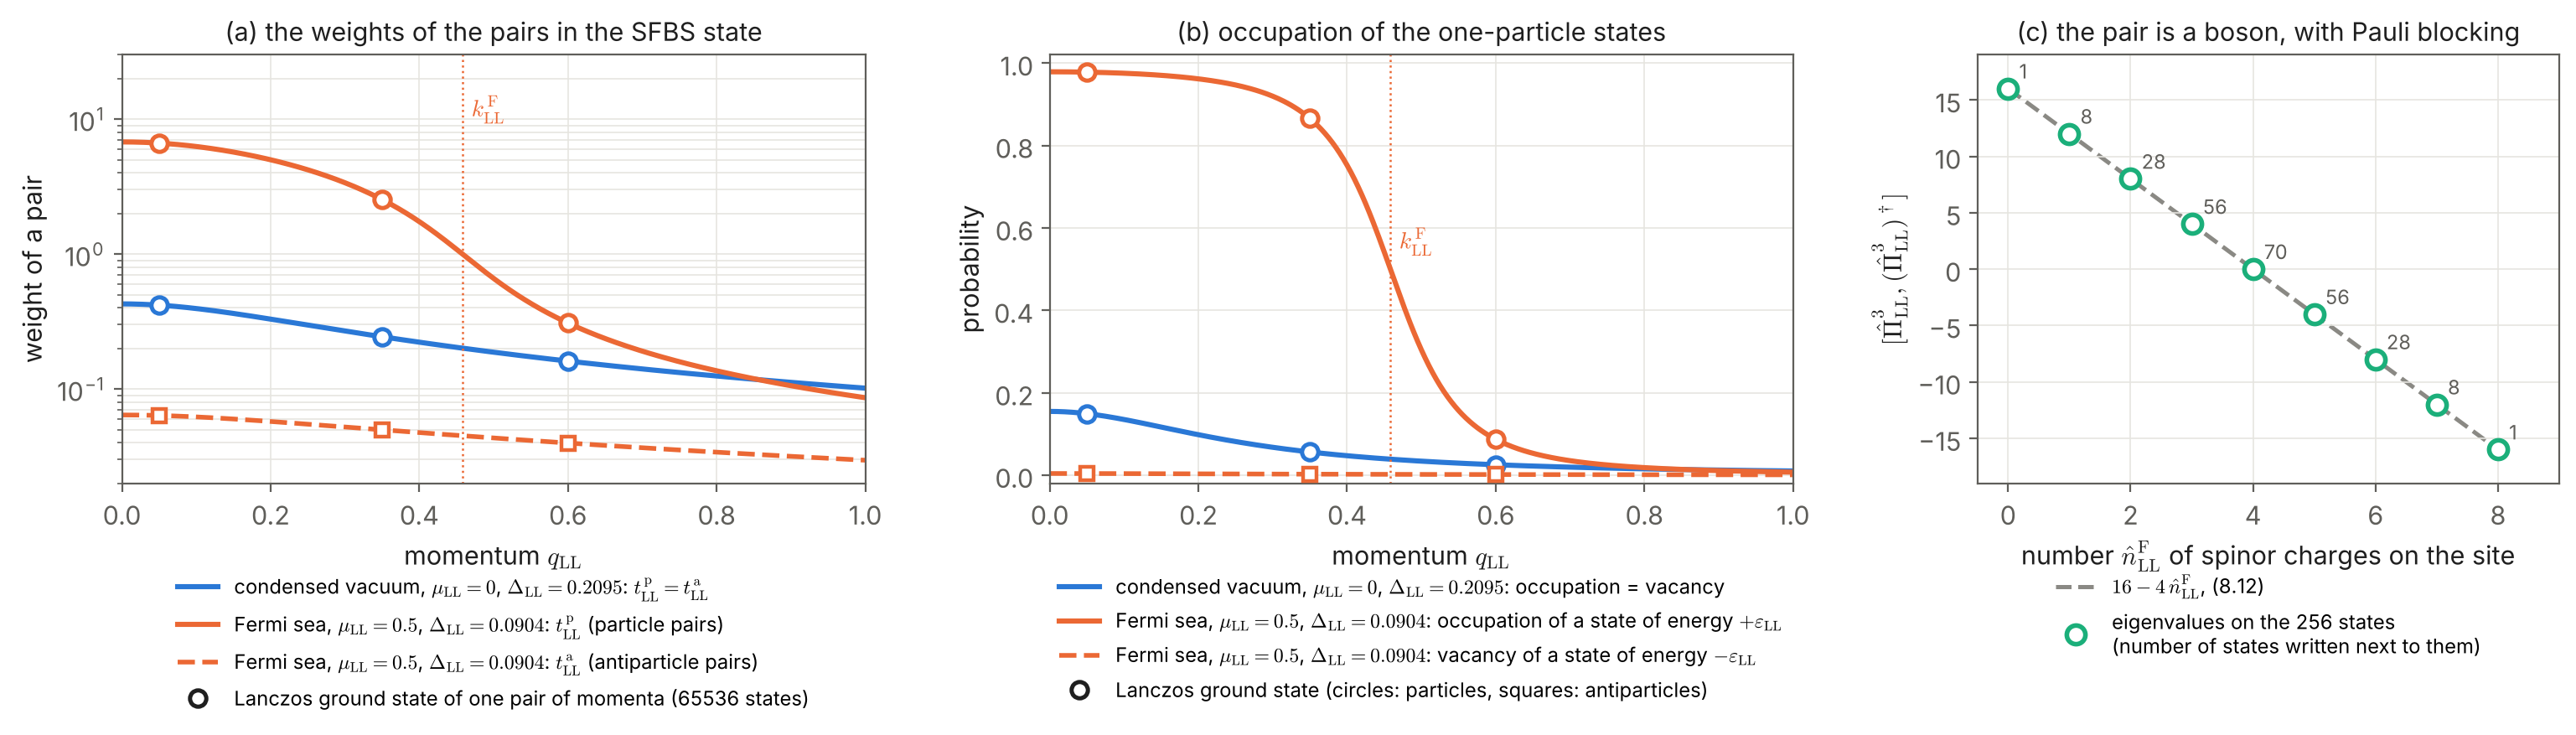 (a) the weights of the pairs in the SFBS state
weight of a pair
10¹
10⁰
10⁻¹
k_LL^F
0.0 0.2 0.4 0.6 0.8 1.0
momentum q_LL
condensed vacuum, μ_LL = 0, Δ_LL = 0.2095: t_LL^p = t_LL^a
Fermi sea, μ_LL = 0.5, Δ_LL = 0.0904: t_LL^p (particle pairs)
Fermi sea, μ_LL = 0.5, Δ_LL = 0.0904: t_LL^a (antiparticle pairs)
Lanczos ground state of one pair of momenta (65536 states)
(b) occupation of the one-particle states
probability
1.0
0.8
0.6
0.4
0.2
0.0
k_LL^F
0.0 0.2 0.4 0.6 0.8 1.0
momentum q_LL
condensed vacuum, μ_LL = 0, Δ_LL = 0.2095: occupation = vacancy
Fermi sea, μ_LL = 0.5, Δ_LL = 0.0904: occupation of a state of energy +ε_LL
Fermi sea, μ_LL = 0.5, Δ_LL = 0.0904: vacancy of a state of energy −ε_LL
Lanczos ground state (circles: particles, squares: antiparticles)
(c) the pair is a boson, with Pauli blocking
[Π̂_LL^3, (Π̂_LL^3)^†]
15
10
5
0
−5
−10
−15
1
8
28
56
70
56
28
8
1
0 2 4 6 8
number n̂_LL^F of spinor charges on the site
16 − 4 n̂_LL^F, (8.12)
eigenvalues on the 256 states
(number of states written next to them)